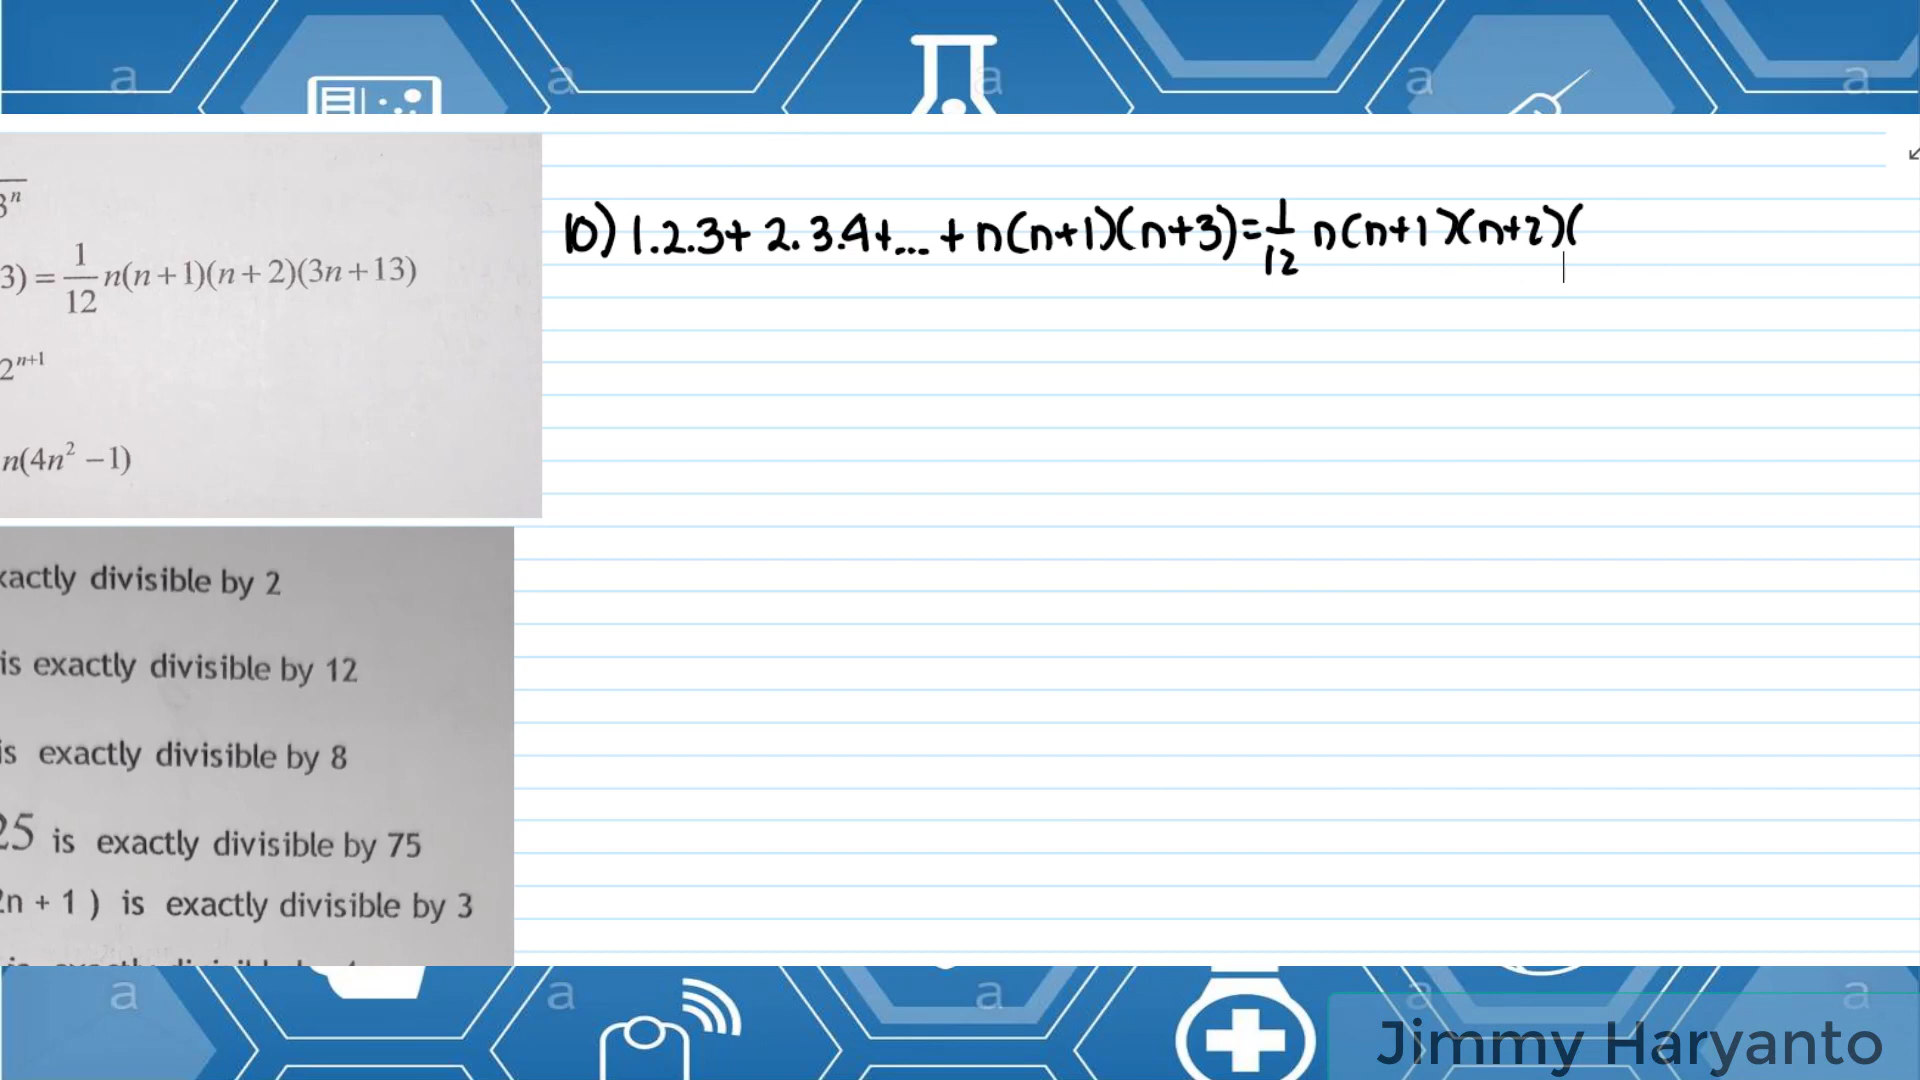 3ⁿ
3) = 1/12 n(n+1)(n+2)(3n+13)
2ⁿ⁺¹
n(4n² − 1)
10) 1.2.3+ 2.3.4+... + n(n+1)(n+3)= 1/12 n(n+1)(n+2)(
divisible by 2
is exactly divisible by 12
is exactly divisible by 8
25 is exactly divisible by 75
2n + 1 ) is exactly divisible by 3
Jimmy Haryanto